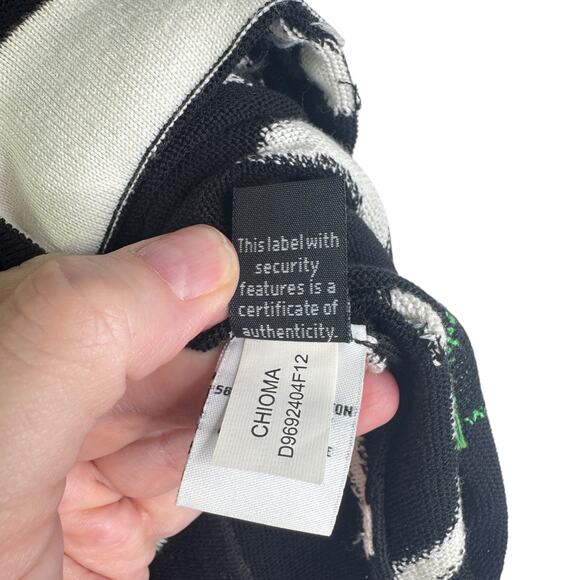 This label with
security
features is a
certificate of
authenticity.
CHIOMA
D9692404F12